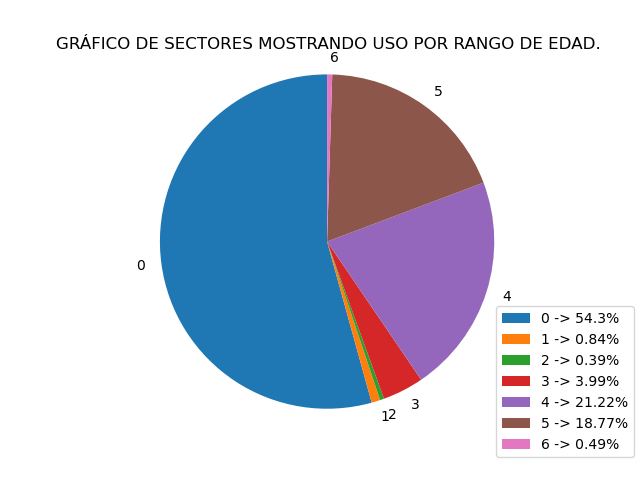 GRÁFICO DE SECTORES MOSTRANDO USO POR RANGO DE EDAD.
6
5
0
4
3
2
1
0 -> 54.3%
1 -> 0.84%
2 -> 0.39%
3 -> 3.99%
4 -> 21.22%
5 -> 18.77%
6 -> 0.49%